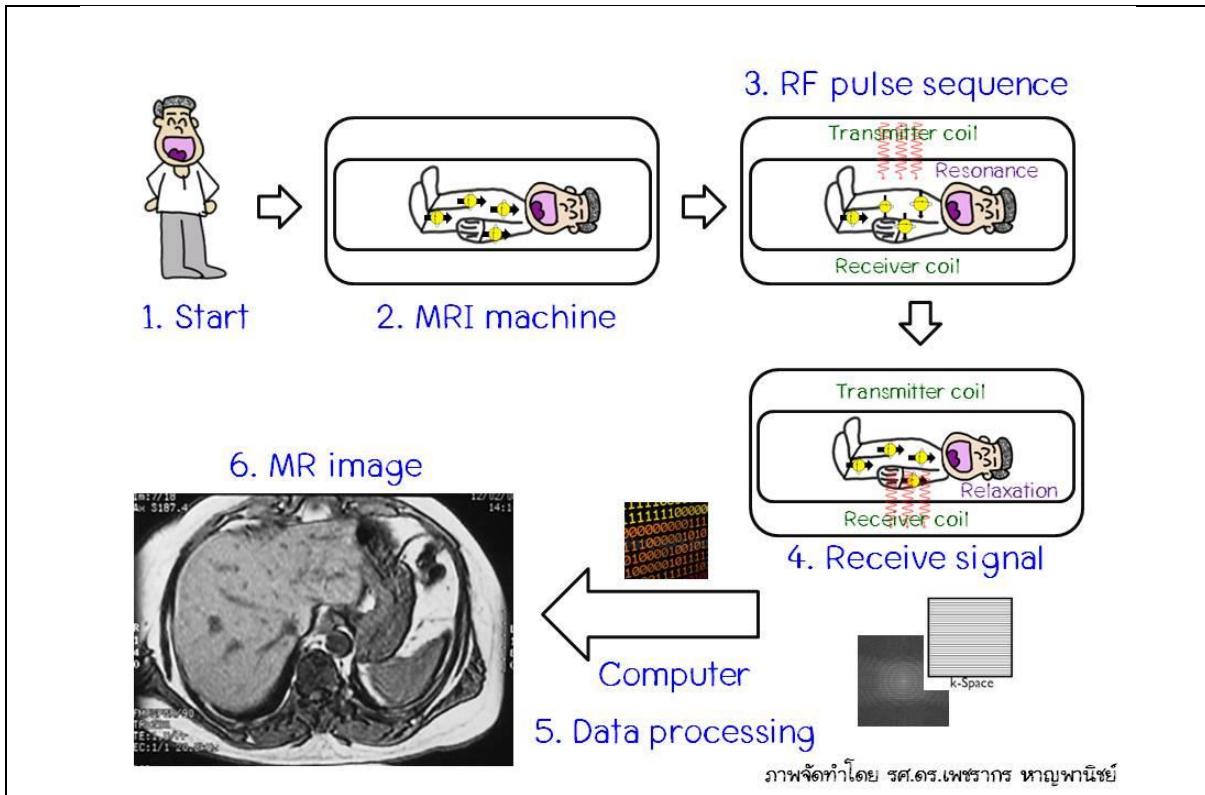 3. RF pulse sequence
Transmitter coil
Resonance
Receiver coil
1. Start
2. MRI machine
Transmitter coil
Relaxation
Receiver coil
4. Receive signal
6. MR image
k-Space
Computer
5. Data processing
ภาพจัดทำโดย รศ.ดร.เพชรากร หาญพานิชย์